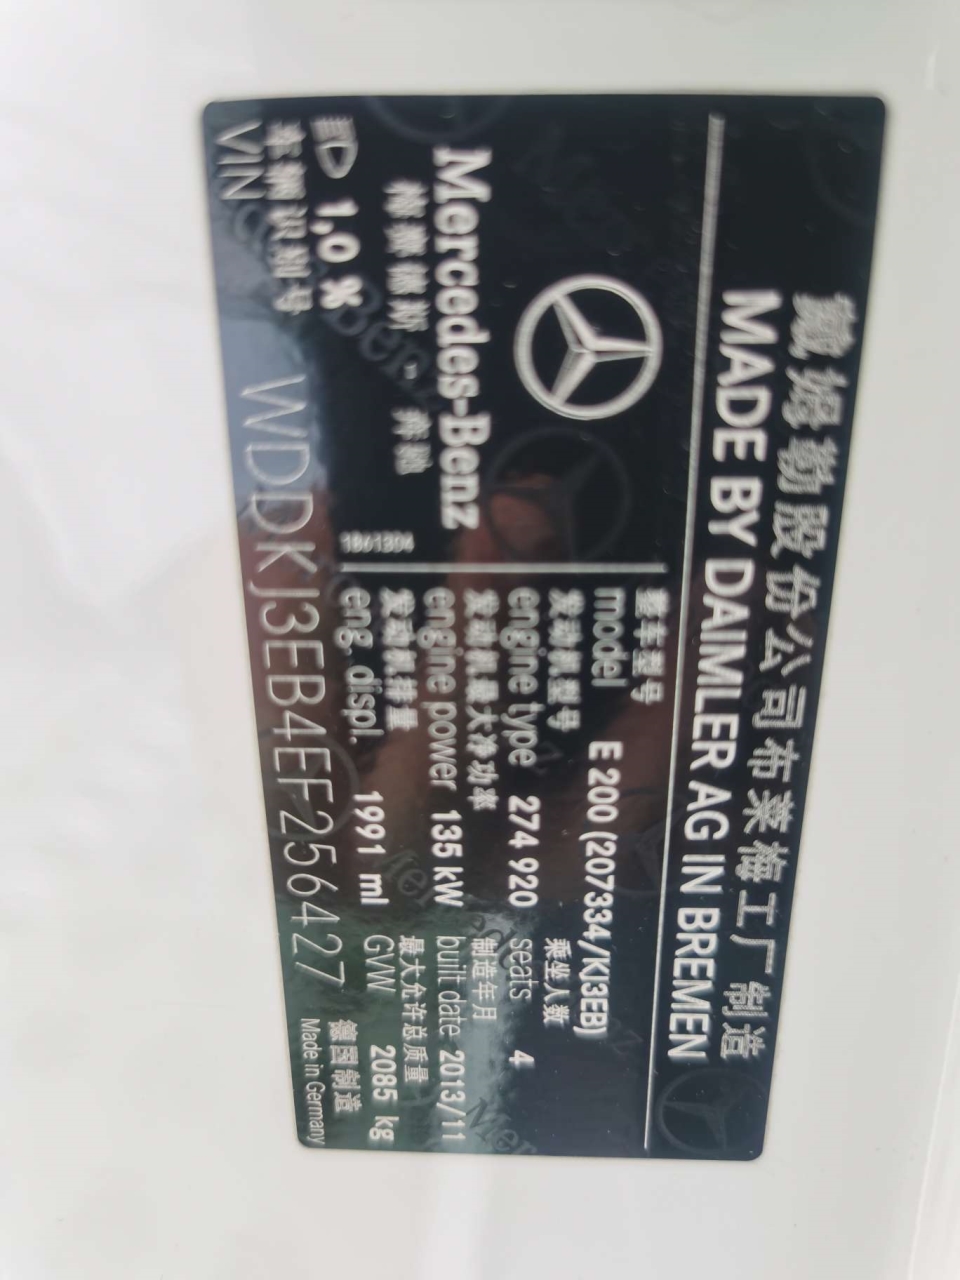 戴姆勒股份公司布莱梅工厂制造
MADE BY DAIMLER AG IN BREMEN
Mercedes-Benz
梅赛德斯-奔驰
1,0 %
1861304
整车型号
model E 200 (207334/KJ3EB)
发动机型号
engine type 274 920
乘坐人数
seats 4
发动机最大净功率
engine power 135 kW
制造年月
built date 2013/11
发动机排量
eng. displ. 1991 ml
最大允许总质量
GVW 2085 kg
车辆识别号
VIN WDDKJ3EB4EF256427
德国制造
Made in Germany